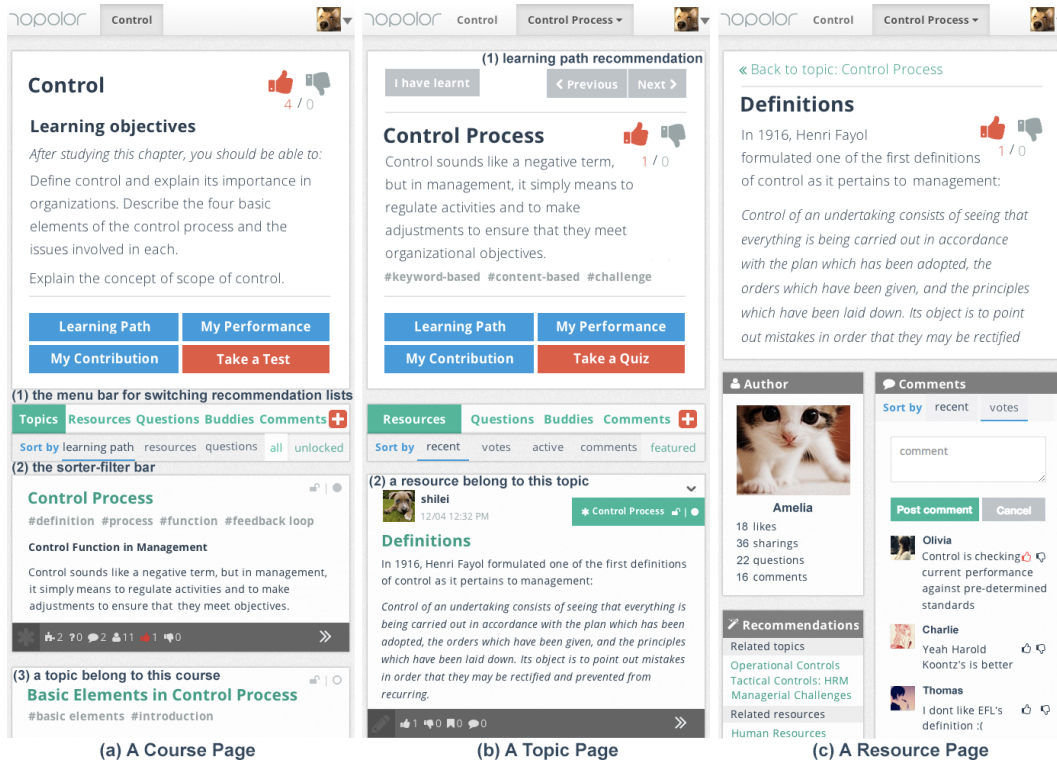 topolor Control
Control
4 / 0
Learning objectives
After studying this chapter, you should be able to:
Define control and explain its importance in
organizations. Describe the four basic
elements of the control process and the
issues involved in each.
Explain the concept of scope of control.
Learning Path My Performance
My Contribution Take a Test
(1) the menu bar for switching recommendation lists
Topics Resources Questions Buddies Comments
Sort by learning path resources questions all unlocked
(2) the sorter-filter bar
Control Process
#definition #process #function #feedback loop
Control Function in Management
Control sounds like a negative term, but in management,
it simply means to regulate activities and to make
adjustments to ensure that they meet objectives.
2 ?0 2 11 1 0
(3) a topic belong to this course
Basic Elements in Control Process
#basic elements #introduction
(a) A Course Page
topolor Control Control Process
(1) learning path recommendation
I have learnt Previous Next
Control Process
1 / 0
Control sounds like a negative term,
but in management, it simply means to
regulate activities and to make
adjustments to ensure that they meet
organizational objectives.
#keyword-based #content-based #challenge
Learning Path My Performance
My Contribution Take a Quiz
Resources Questions Buddies Comments
Sort by recent votes active comments featured
(2) a resource belong to this topic
shilei
12/04 12:32 PM
Control Process
Definitions
In 1916, Henri Fayol formulated one of the first definitions
of control as it pertains to management:
Control of an undertaking consists of seeing that everything is
being carried out in accordance with the plan which has been
adopted, the orders which have been given, and the principles
which have been laid down. Its object is to point out mistakes
in order that they may be rectified and prevented from
recurring.
1 0 0 0
(b) A Topic Page
topolor Control Control Process
« Back to topic: Control Process
Definitions
1 / 0
In 1916, Henri Fayol
formulated one of the first definitions
of control as it pertains to management:
Control of an undertaking consists of seeing that
everything is being carried out in accordance
with the plan which has been adopted, the
orders which have been given, and the principles
which have been laid down. Its object is to point
out mistakes in order that they may be rectified
Author
Amelia
18 likes
36 sharings
22 questions
16 comments
Recommendations
Related topics
Operational Controls
Tactical Controls: HRM
Managerial Challenges
Related resources
Human Resources
Comments
Sort by recent votes
comment
Post comment Cancel
Olivia
Control is checking
current performance
against pre-determined
standards
Charlie
Yeah Harold
Koontz's is better
Thomas
I dont like EFL's
definition :(
(c) A Resource Page